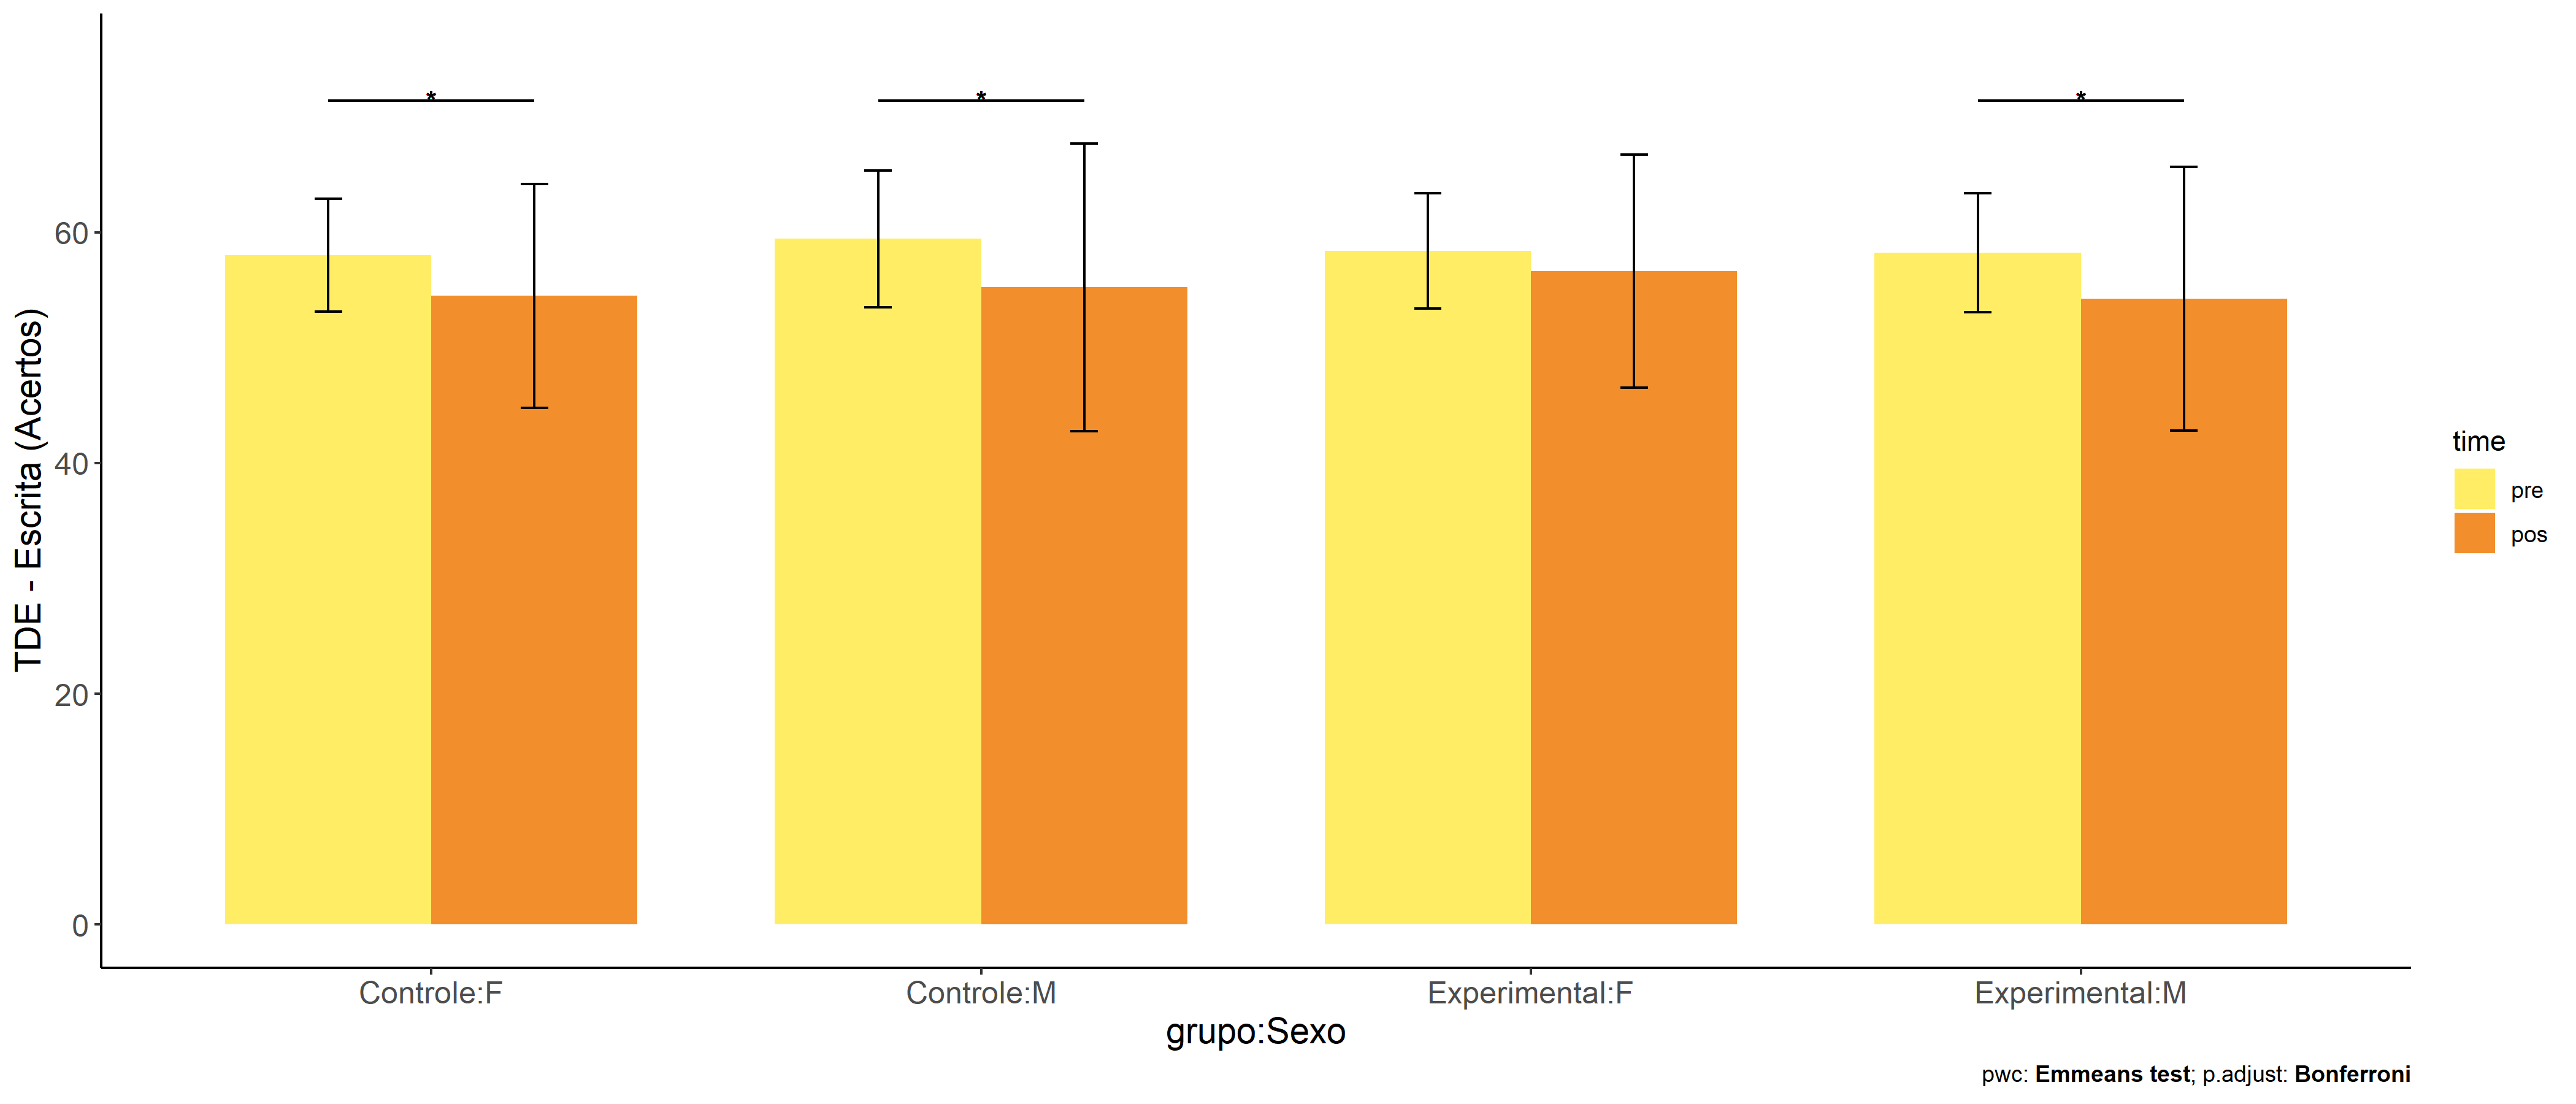 * * *
TDE - Escrita (Acertos)
60
40
20
0
Controle:F Controle:M Experimental:F Experimental:M
grupo:Sexo
time
pre
pos
pwc: Emmeans test; p.adjust: Bonferroni